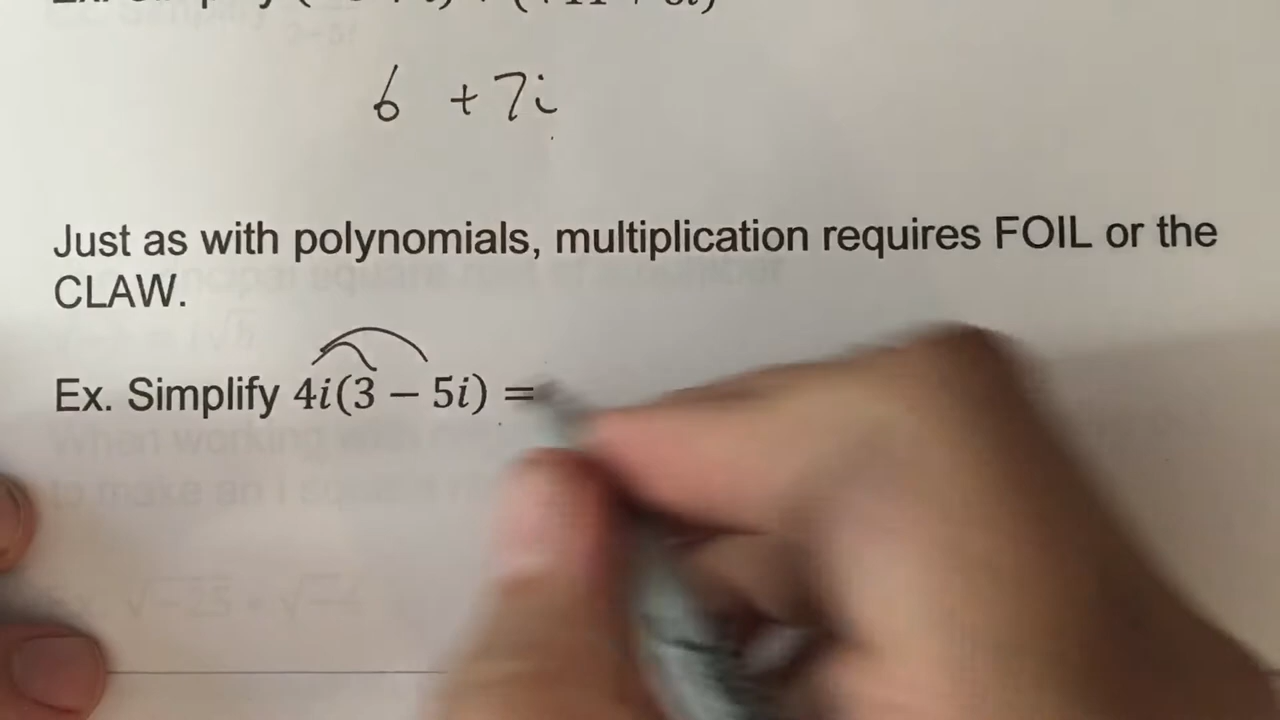 6 + 7i
Just as with polynomials, multiplication requires FOIL or the
CLAW.
Ex. Simplify 4i(3 − 5i) =